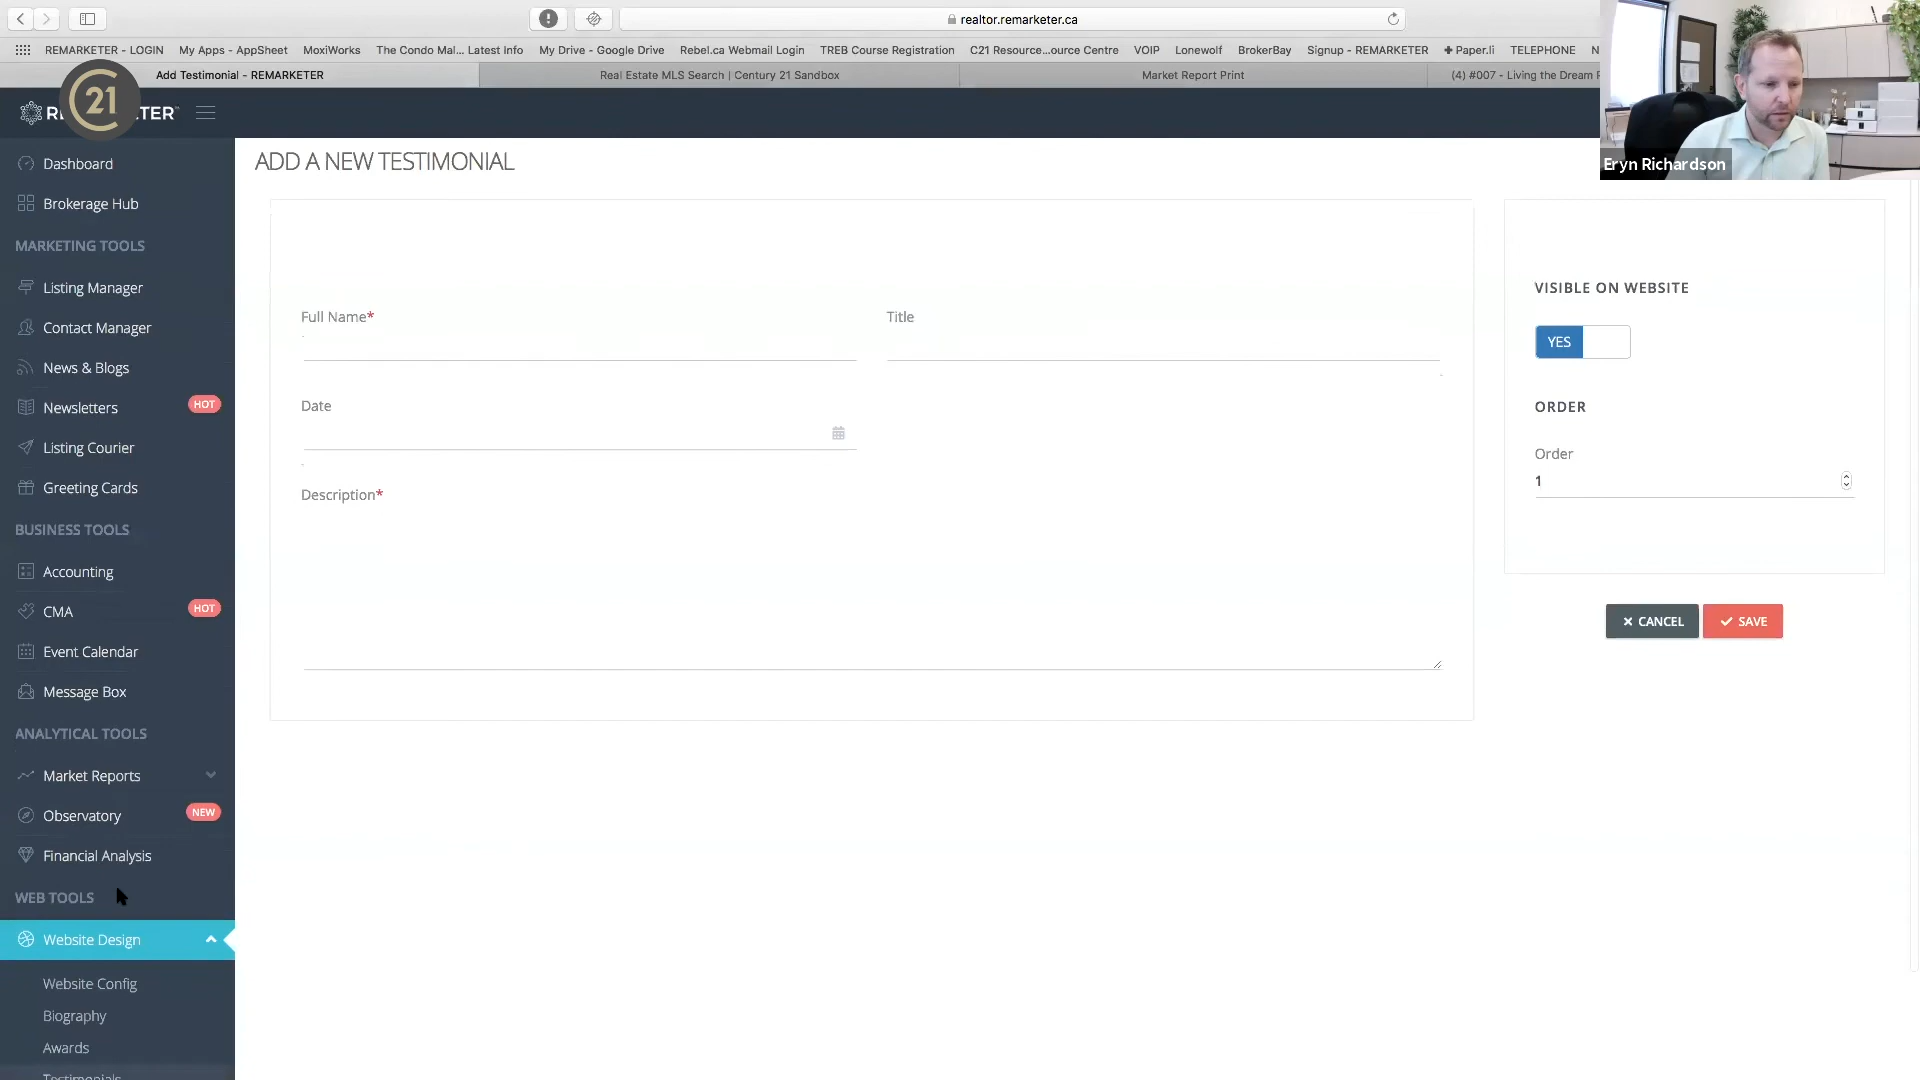 realtor.remarketer.ca
REMARKETER - LOGIN My Apps - AppSheet MoxiWorks The Condo Mal... Latest Info My Drive - Google Drive Rebel.ca Webmail Login TREB Course Registration C21 Resource...ource Centre VOIP Lonewolf BrokerBay Signup - REMARKETER Paper.li TELEPHONE N
Add Testimonial - REMARKETER Real Estate MLS Search | Century 21 Sandbox Market Report Print (4) #007 - Living the Dream
C21
TER
Eryn Richardson
Dashboard
Brokerage Hub
MARKETING TOOLS
Listing Manager
Contact Manager
News & Blogs
Newsletters HOT
Listing Courier
Greeting Cards
BUSINESS TOOLS
Accounting
CMA HOT
Event Calendar
Message Box
ANALYTICAL TOOLS
Market Reports
Observatory NEW
Financial Analysis
WEB TOOLS
Website Design
Website Config
Biography
Awards
Testimonials
ADD A NEW TESTIMONIAL
Full Name* Title
Date
Description*
VISIBLE ON WEBSITE
YES
ORDER
Order
1
CANCEL SAVE